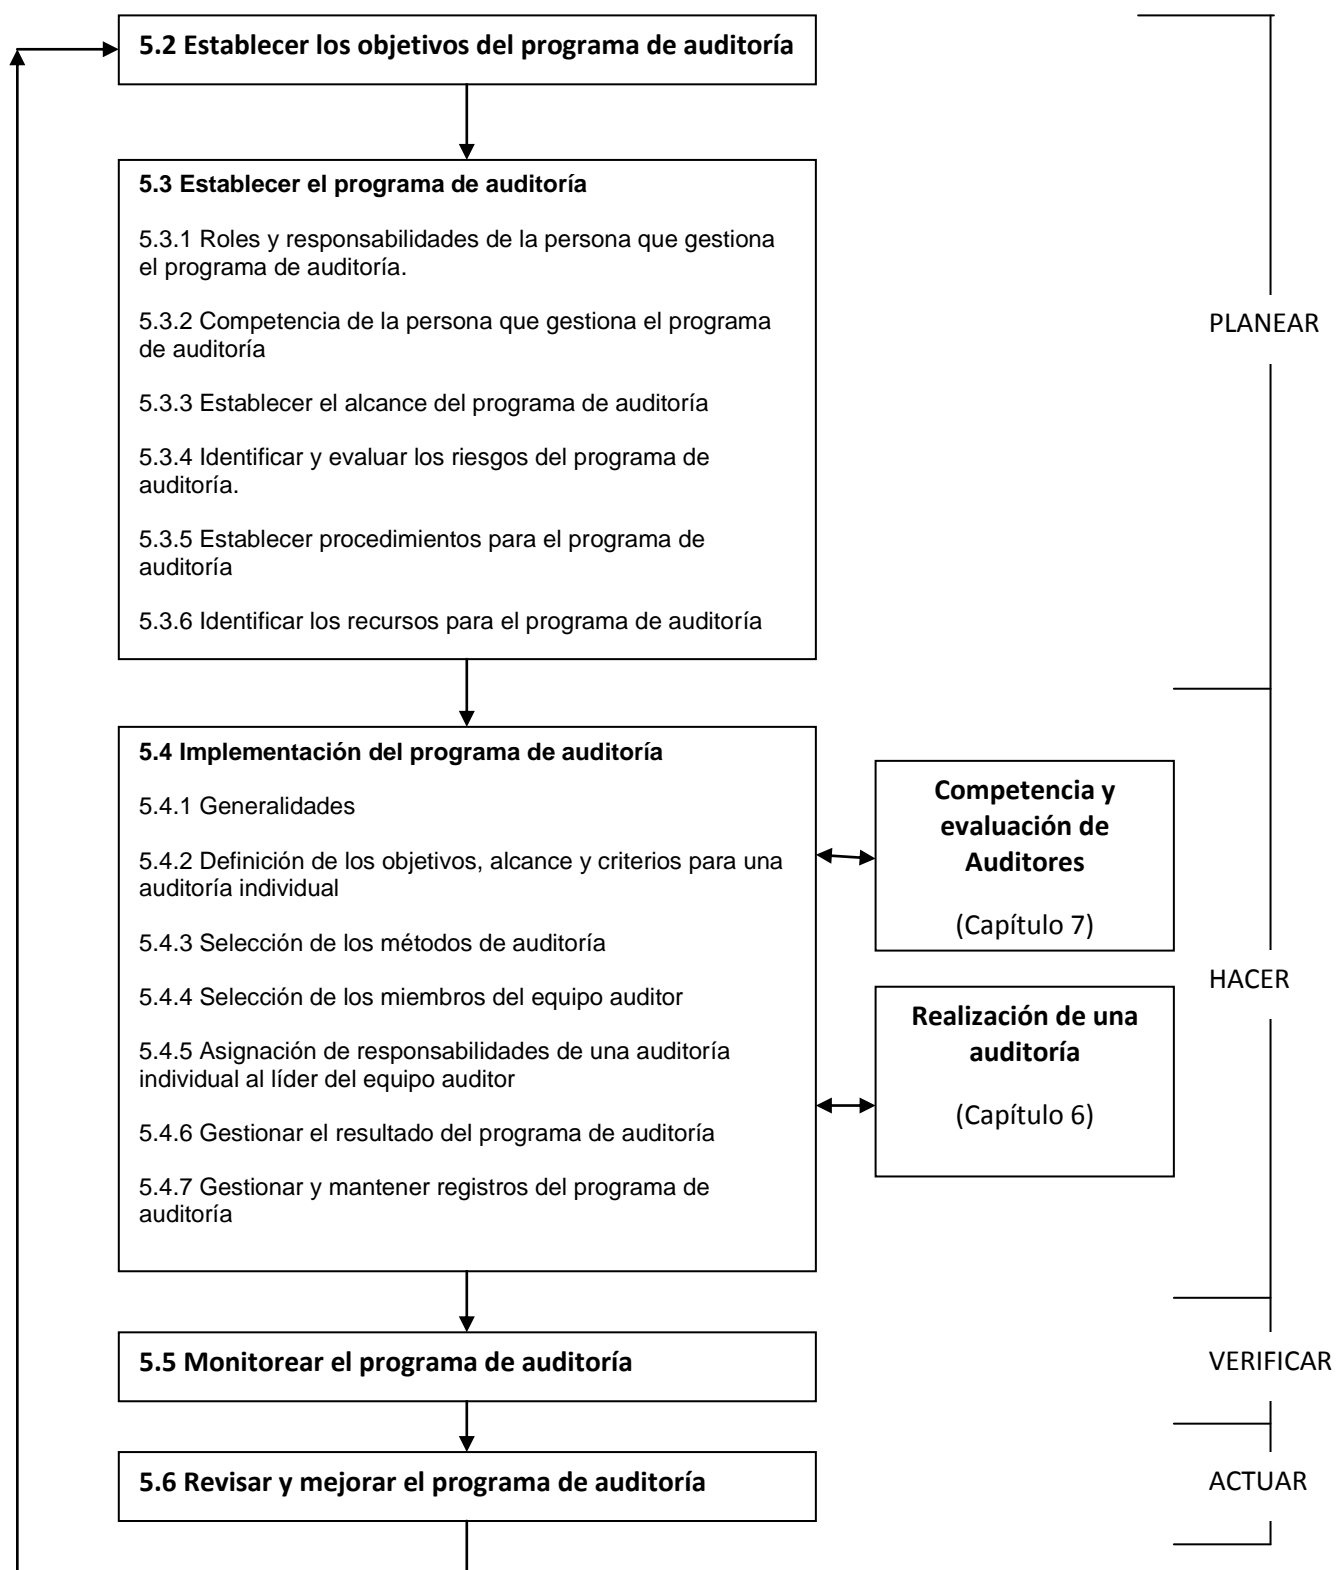 5.2 Establecer los objetivos del programa de auditoría
5.3 Establecer el programa de auditoría
5.3.1 Roles y responsabilidades de la persona que gestiona
el programa de auditoría.
5.3.2 Competencia de la persona que gestiona el programa
de auditoría
5.3.3 Establecer el alcance del programa de auditoría
5.3.4 Identificar y evaluar los riesgos del programa de
auditoría.
5.3.5 Establecer procedimientos para el programa de
auditoría
5.3.6 Identificar los recursos para el programa de auditoría
PLANEAR
5.4 Implementación del programa de auditoría
5.4.1 Generalidades
5.4.2 Definición de los objetivos, alcance y criterios para una
auditoría individual
5.4.3 Selección de los métodos de auditoría
5.4.4 Selección de los miembros del equipo auditor
5.4.5 Asignación de responsabilidades de una auditoría
individual al líder del equipo auditor
5.4.6 Gestionar el resultado del programa de auditoría
5.4.7 Gestionar y mantener registros del programa de
auditoría
Competencia y
evaluación de
Auditores
(Capítulo 7)
Realización de una
auditoría
(Capítulo 6)
HACER
5.5 Monitorear el programa de auditoría
VERIFICAR
5.6 Revisar y mejorar el programa de auditoría
ACTUAR